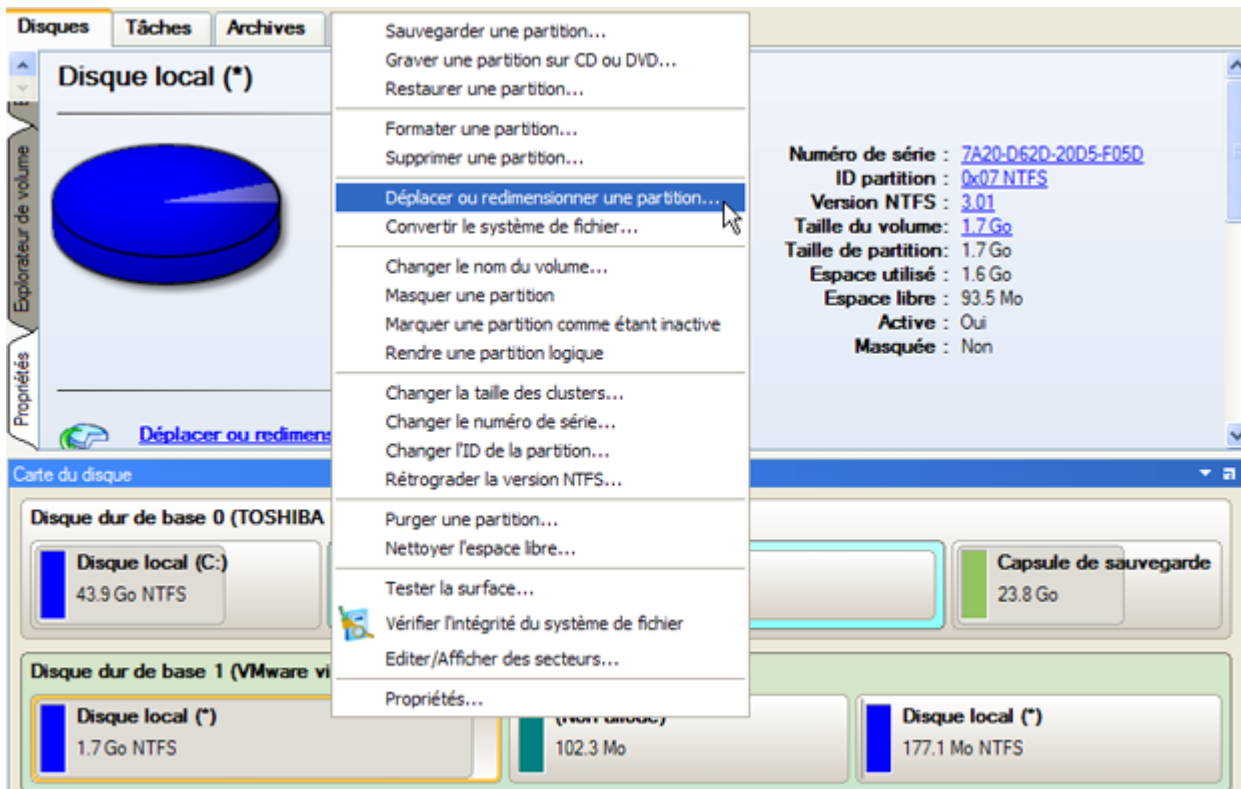 Disques
Tâches
Archives
Disque local (*)
Explorateur de volume
Propriétés
Déplacer ou redimens
Sauvegarder une partition...
Graver une partition sur CD ou DVD...
Restaurer une partition...
Formater une partition...
Supprimer une partition...
Déplacer ou redimensionner une partition...
Convertir le système de fichier...
Changer le nom du volume...
Masquer une partition
Marquer une partition comme étant inactive
Rendre une partition logique
Changer la taille des clusters...
Changer le numéro de série...
Changer l'ID de la partition...
Rétrograder la version NTFS...
Purger une partition...
Nettoyer l'espace libre...
Tester la surface...
Vérifier l'intégrité du système de fichier
Editer/Afficher des secteurs...
Propriétés...
Numéro de série : 7A20-D62D-20D5-F05D
ID partition : 0x07 NTFS
Version NTFS : 3.01
Taille du volume: 1.7 Go
Taille de partition: 1.7 Go
Espace utilisé : 1.6 Go
Espace libre : 93.5 Mo
Active : Oui
Masquée : Non
Carte du disque
Disque dur de base 0 (TOSHIBA
Disque local (C:)
43.9 Go NTFS
Capsule de sauvegarde
23.8 Go
Disque dur de base 1 (VMware vi
Disque local (*)
1.7 Go NTFS
(Non alloué)
102.3 Mo
Disque local (*)
177.1 Mo NTFS